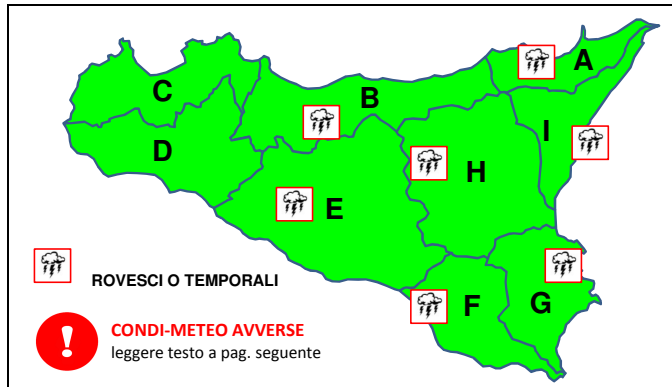 A
C
B
I
D
H
E
F
G
ROVESCI O TEMPORALI
!
CONDI-METEO AVVERSE
leggere testo a pag. seguente